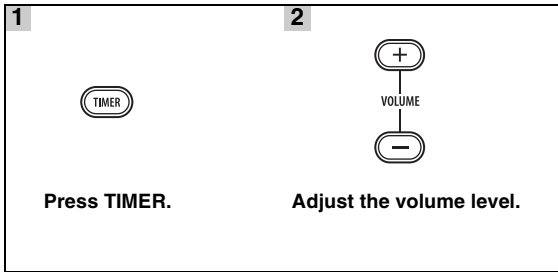 1
TIMER
Press TIMER.
2
+
VOLUME
−
Adjust the volume level.